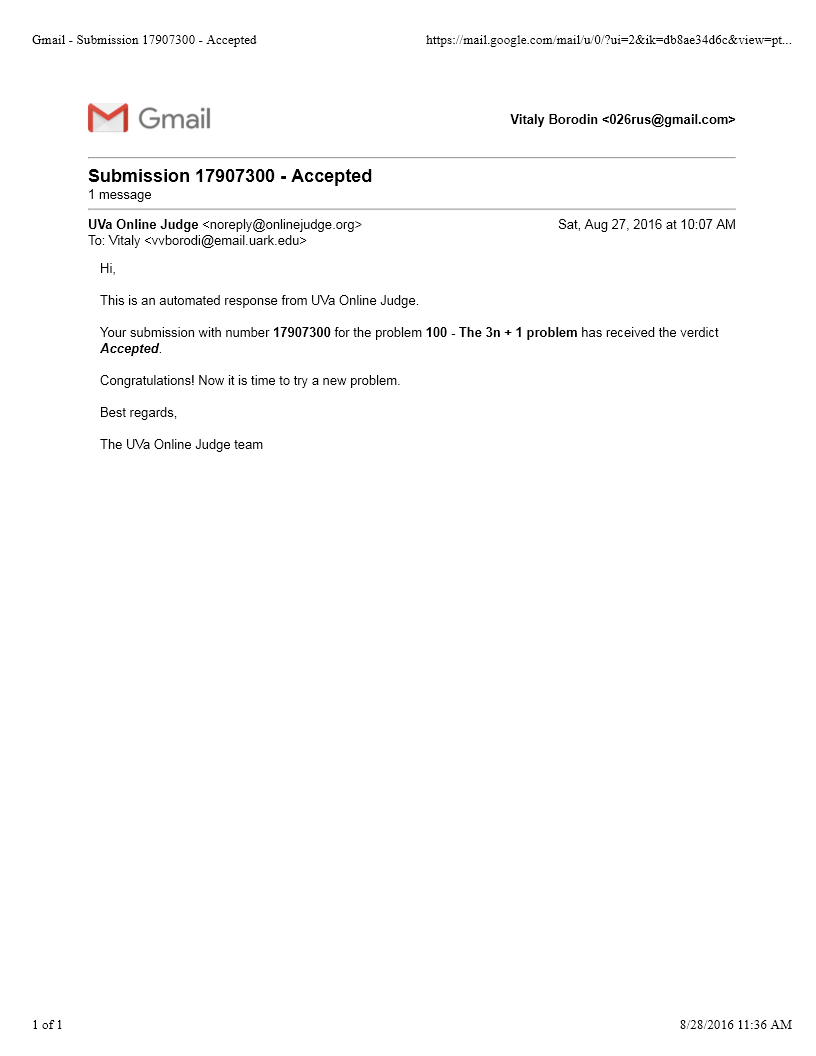 Gmail - Submission 17907300 - Accepted https://mail.google.com/mail/u/0/?ui=2&ik=db8ae34d6c&view=pt...
Gmail Vitaly Borodin <026rus@gmail.com>
Submission 17907300 - Accepted
1 message
UVa Online Judge <noreply@onlinejudge.org> Sat, Aug 27, 2016 at 10:07 AM
To: Vitaly <vvborodi@email.uark.edu>
Hi,
This is an automated response from UVa Online Judge.
Your submission with number 17907300 for the problem 100 - The 3n + 1 problem has received the verdict
Accepted.
Congratulations! Now it is time to try a new problem.
Best regards,
The UVa Online Judge team
1 of 1 8/28/2016 11:36 AM